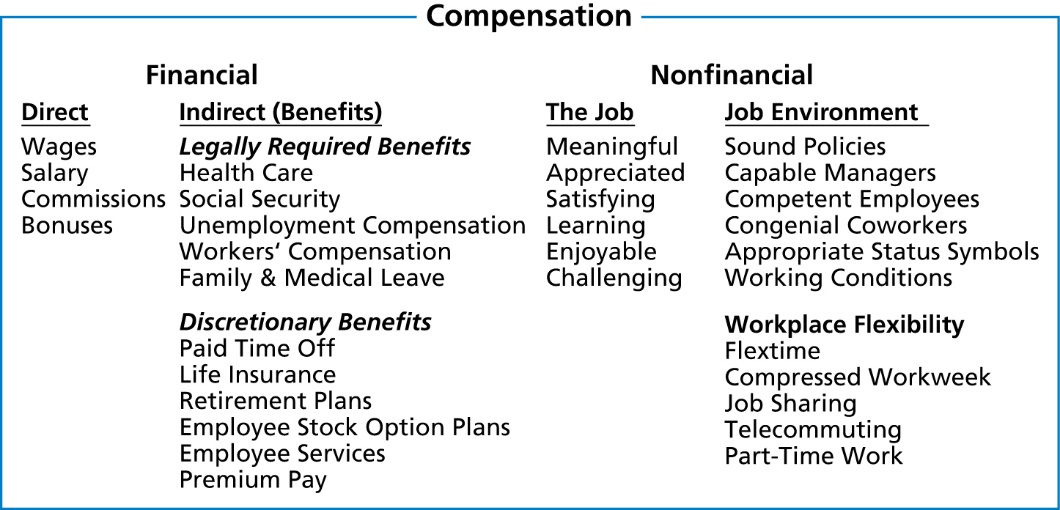 Compensation
Financial
Nonfinancial
Direct
Wages
Salary
Commissions
Bonuses
Indirect (Benefits)
Legally Required Benefits
Health Care
Social Security
Unemployment Compensation
Workers‘ Compensation
Family & Medical Leave
Discretionary Benefits
Paid Time Off
Life Insurance
Retirement Plans
Employee Stock Option Plans
Employee Services
Premium Pay
The Job
Meaningful
Appreciated
Satisfying
Learning
Enjoyable
Challenging
Job Environment
Sound Policies
Capable Managers
Competent Employees
Congenial Coworkers
Appropriate Status Symbols
Working Conditions
Workplace Flexibility
Flextime
Compressed Workweek
Job Sharing
Telecommuting
Part-Time Work